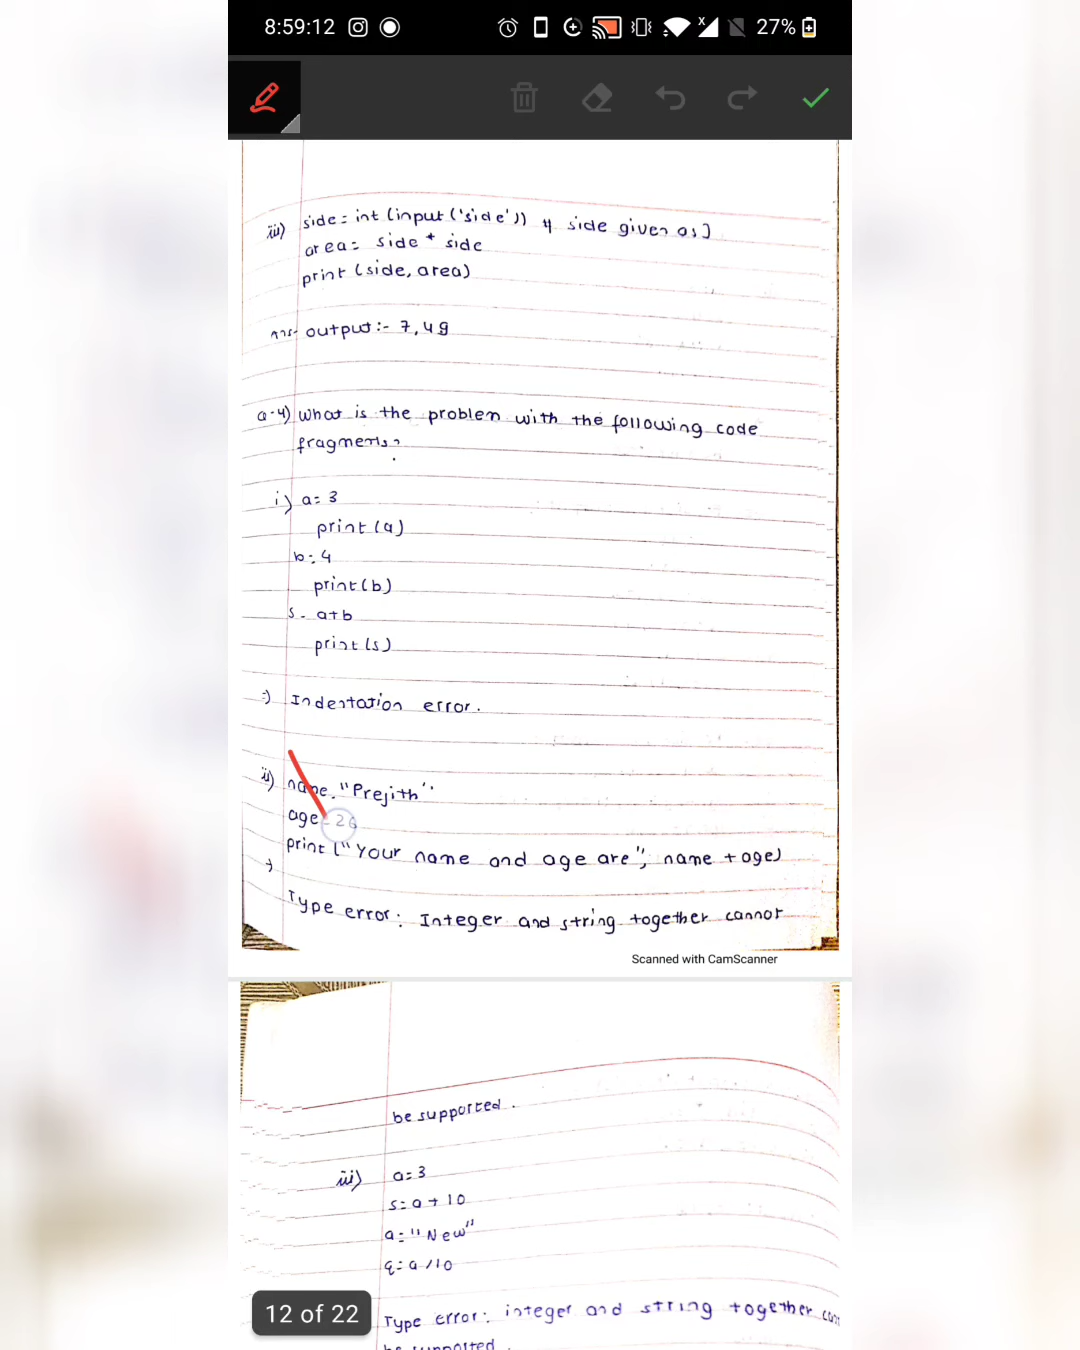 8:59:12
27%
iii) side = int (input ('side')) # side given as 7
area = side * side
print (side, area)
Ans- output :- 7, 49
Q-4) What is the problem with the following code
fragments?
i) a = 3
print (a)
b = 4
print (b)
s = a+b
print (s)
=) Indentation error.
ii) name = "Prejith"
age = 26
print ("Your name and age are", name + age)
Type error: Integer and string together cannot
Scanned with CamScanner
be supported.
iii) a = 3
s = a + 10
a = "New"
q = a / 10
12 of 22
Type error: integer and string together
be supported.